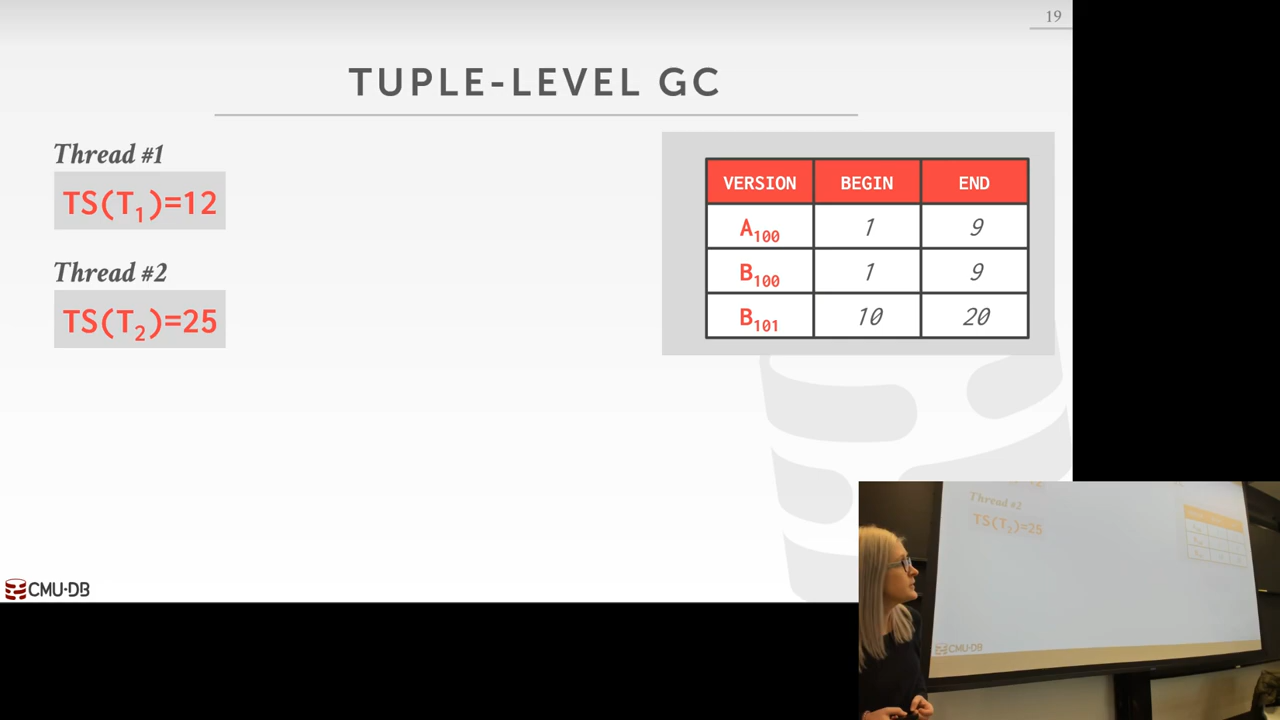 19
TUPLE-LEVEL GC
Thread #1
TS(T1)=12
Thread #2
TS(T2)=25
VERSION BEGIN END
A100 1 9
B100 1 9
B101 10 20
CMU·DB
Thread #2
TS(T2)=25
CMU·DB